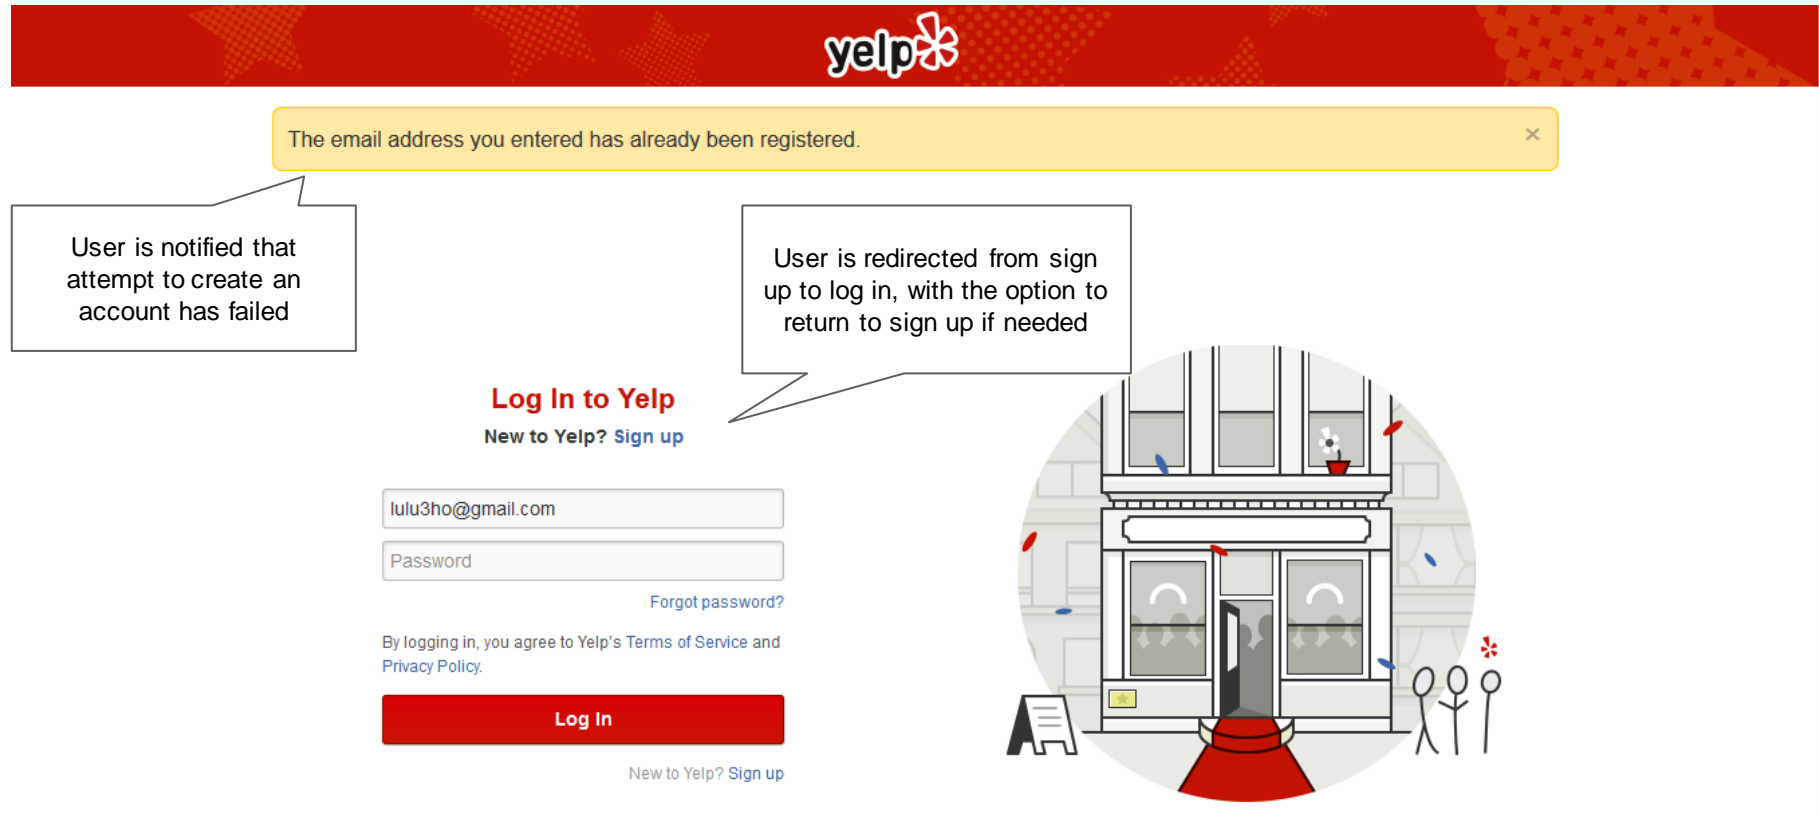 yelp
The email address you entered has already been registered.
×
User is notified that
attempt to create an
account has failed
User is redirected from sign
up to log in, with the option to
return to sign up if needed
Log In to Yelp
New to Yelp? Sign up
lulu3ho@gmail.com
Password
Forgot password?
By logging in, you agree to Yelp's Terms of Service and
Privacy Policy.
Log In
New to Yelp? Sign up